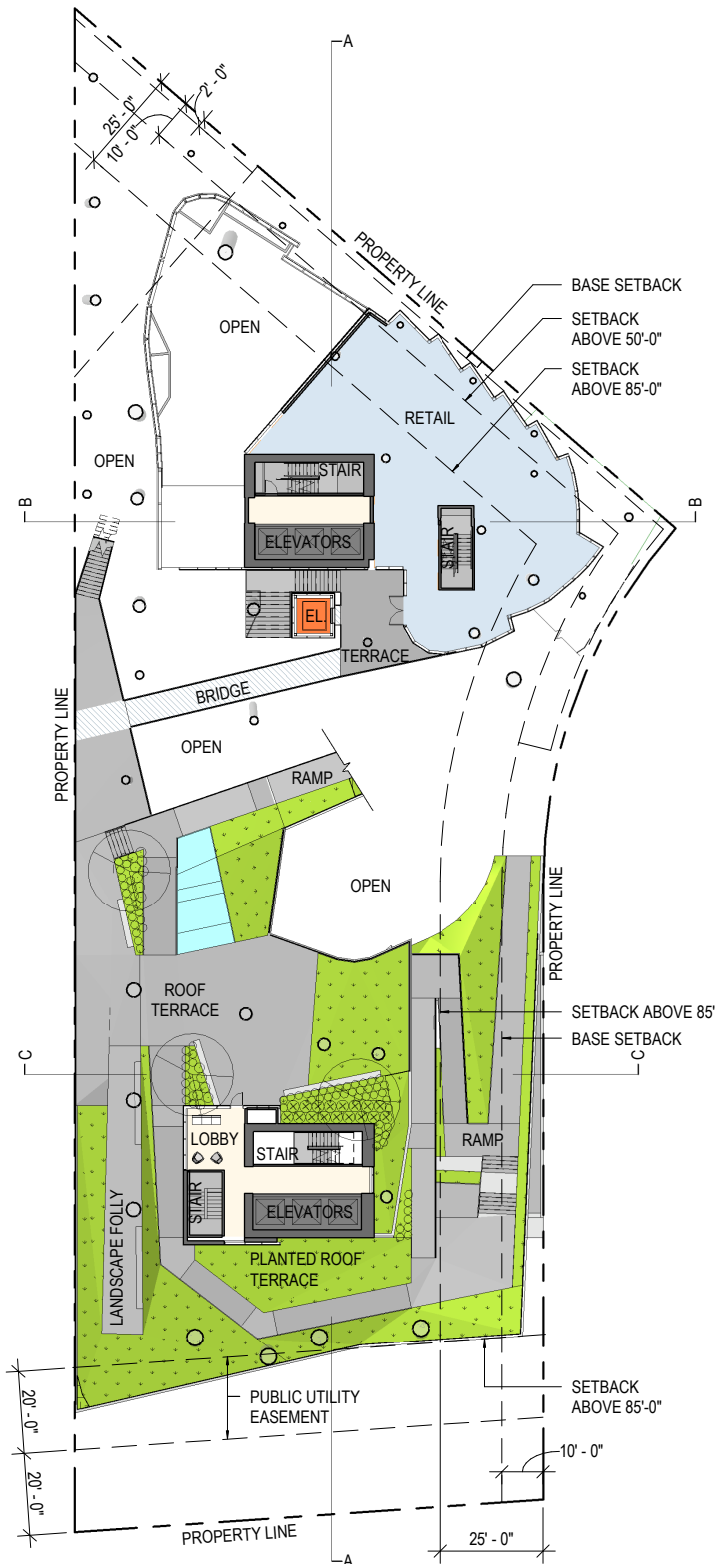 A
2' - 0"
25' - 0"
10' - 0"
PROPERTY LINE
BASE SETBACK
SETBACK
ABOVE 50'-0"
SETBACK
ABOVE 85'-0"
OPEN
RETAIL
OPEN
STAIR
B
B
ELEVATORS
STAIR
EL.
TERRACE
BRIDGE
PROPERTY LINE
OPEN
RAMP
OPEN
PROPERTY LINE
ROOF
TERRACE
SETBACK ABOVE 85'
BASE SETBACK
C
C
LOBBY
STAIR
RAMP
STAIR
ELEVATORS
LANDSCAPE FOLLY
PLANTED ROOF
TERRACE
PUBLIC UTILITY
EASEMENT
SETBACK
ABOVE 85'-0"
20' - 0"
10' - 0"
20' - 0"
PROPERTY LINE
25' - 0"
A